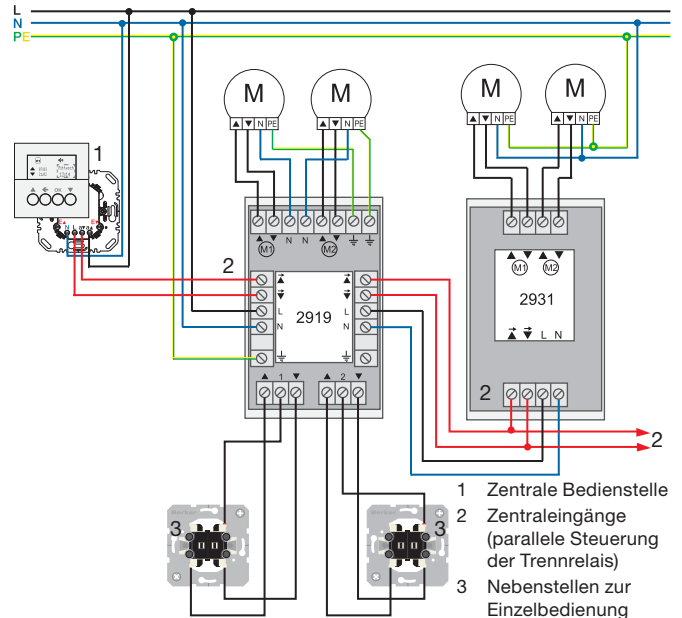 L
N
PE
M
M
M
M
▲ ▼ N PE
▲ ▼ N PE
▲ ▼ N PE
▲ ▼ N PE
1
OK
N L
2
▲ ▼ N N ▲ ▼
M1 M2
L
N
2919
L
N
▲ 1 ▼ ▲ 2 ▼
▲ ▼ ▲ ▼
M1 M2
2931
L N
2
2
3
3
1 Zentrale Bedienstelle
2 Zentraleingänge
(parallele Steuerung
der Trennrelais)
3 Nebenstellen zur
Einzelbedienung